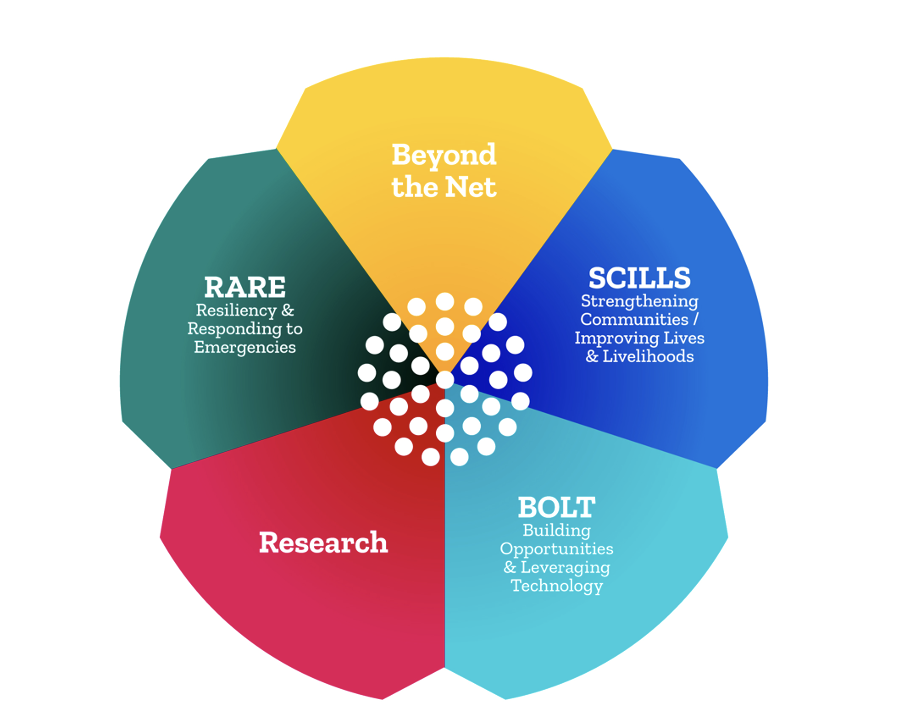 Beyond
the Net
RARE
Resiliency &
Responding to
Emergencies
SCILLS
Strengthening
Communities /
Improving Lives
& Livelihoods
Research
BOLT
Building
Opportunities
& Leveraging
Technology